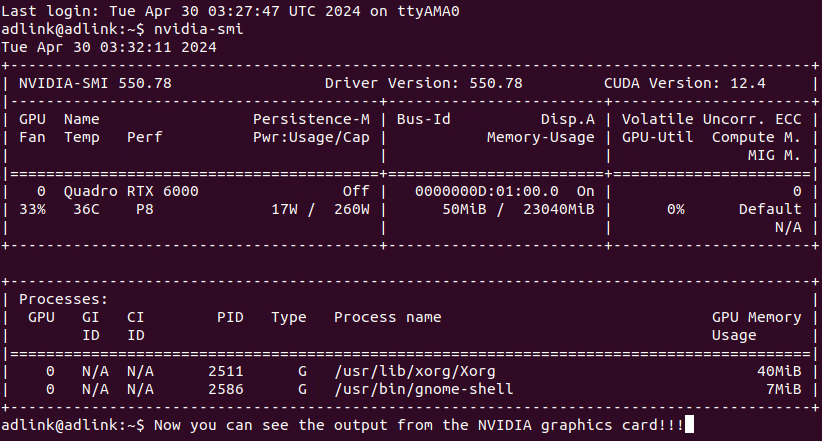 Last login: Tue Apr 30 03:27:47 UTC 2024 on ttyAMA0
adlink@adlink:~$ nvidia-smi
Tue Apr 30 03:32:11 2024
+-----------------------------------------------------------------------------------------+
| NVIDIA-SMI 550.78                 Driver Version: 550.78         CUDA Version: 12.4     |
|-----------------------------------------+------------------------+----------------------+
| GPU  Name                 Persistence-M | Bus-Id          Disp.A | Volatile Uncorr. ECC |
| Fan  Temp   Perf          Pwr:Usage/Cap |           Memory-Usage | GPU-Util  Compute M. |
|                                         |                        |               MIG M. |
|=========================================+========================+======================|
|   0  Quadro RTX 6000                Off |   0000000D:01:00.0  On |                    0 |
| 33%   36C    P8             17W /  260W |      50MiB /  23040MiB |      0%      Default |
|                                         |                        |                  N/A |
+-----------------------------------------+------------------------+----------------------+
+-----------------------------------------------------------------------------------------+
| Processes:                                                                              |
|  GPU   GI   CI        PID   Type   Process name                              GPU Memory |
|        ID   ID                                                               Usage      |
|=========================================================================================|
|    0   N/A  N/A      2511      G   /usr/lib/xorg/Xorg                             40MiB |
|    0   N/A  N/A      2586      G   /usr/bin/gnome-shell                            7MiB |
+-----------------------------------------------------------------------------------------+
adlink@adlink:~$ Now you can see the output from the NVIDIA graphics card!!!